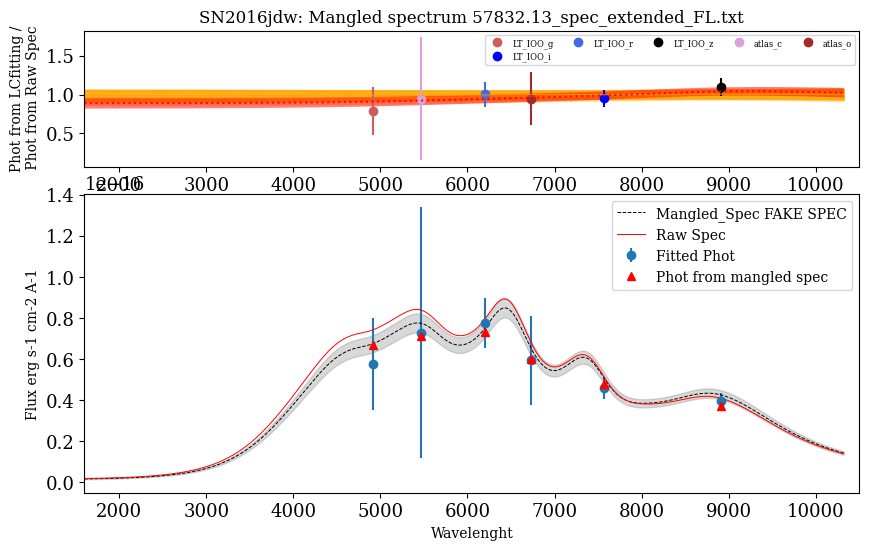 SN2016jdw: Mangled spectrum 57832.13_spec_extended_FL.txt
Phot from LCfitting /
Phot from Raw Spec
1.5
1.0
0.5
LT_IOO_g LT_IOO_r LT_IOO_z atlas_c atlas_o
LT_IOO_i
2000 3000 4000 5000 6000 7000 8000 9000 10000
1e−16
Flux erg s-1 cm-2 A-1
1.4
1.2
1.0
0.8
0.6
0.4
0.2
0.0
Mangled_Spec FAKE SPEC
Raw Spec
Fitted Phot
Phot from mangled spec
2000 3000 4000 5000 6000 7000 8000 9000 10000
Wavelenght